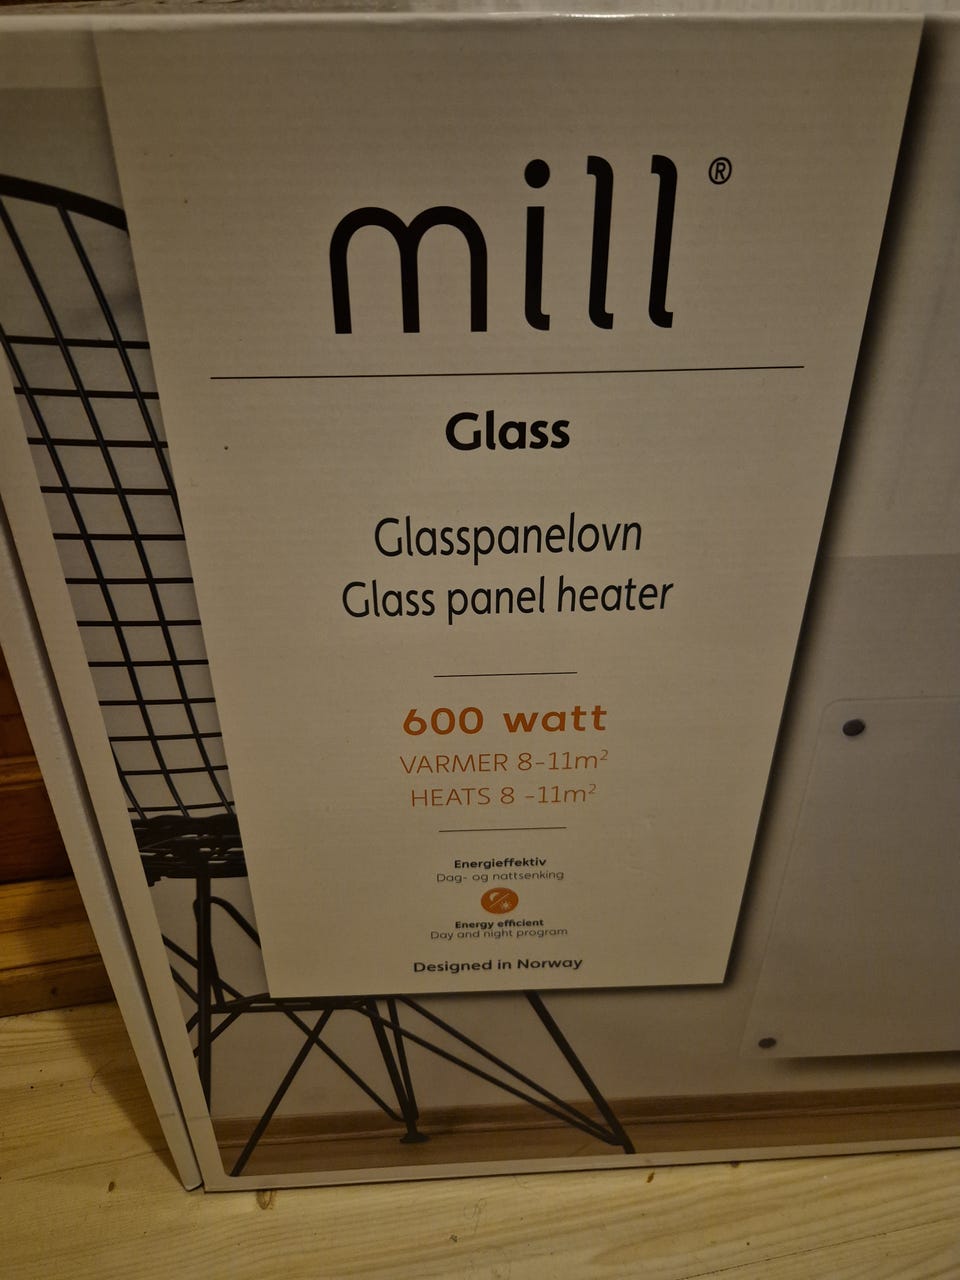 mill®
Glass
Glasspanelovn
Glass panel heater
600 watt
VARMER 8-11m²
HEATS 8 -11m²
Energieffektiv
Dag- og nattsenking
Energy efficient
Day and night program
Designed in Norway